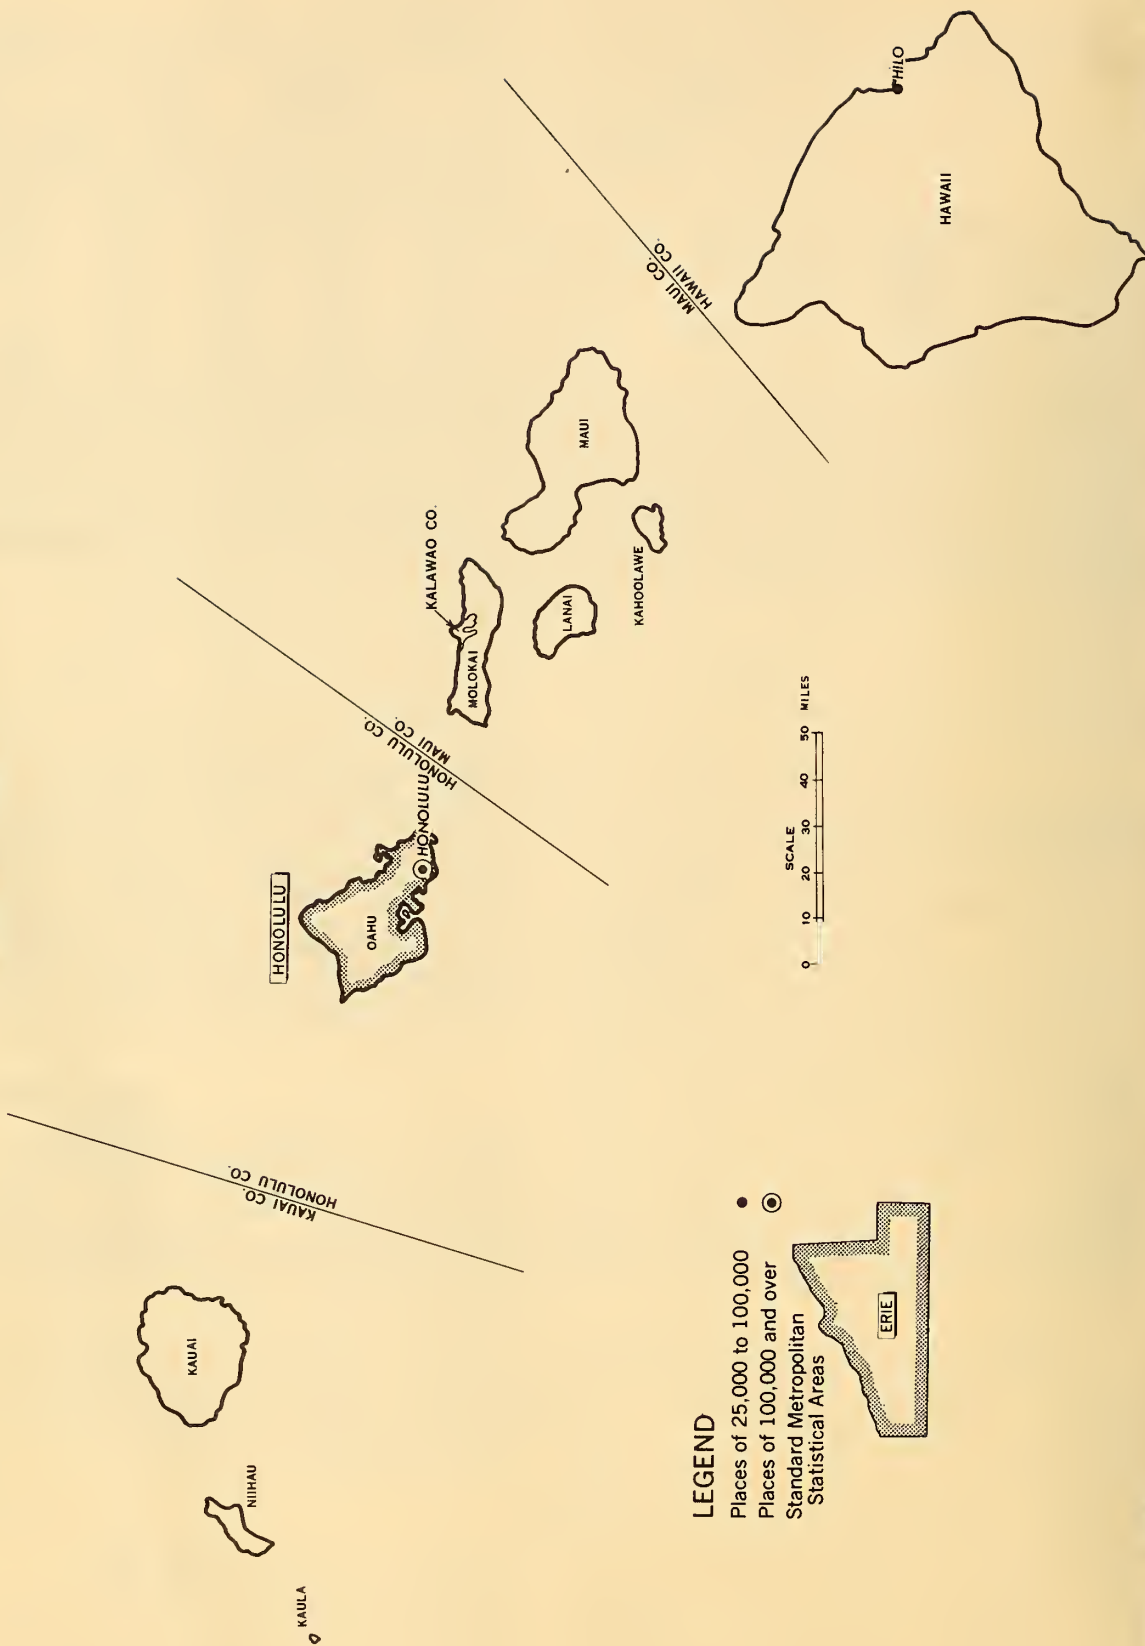 KAULA
NIIHAU
KAUAI
KAUAI CO.
HONOLULU CO.
HONOLULU
OAHU
HONOLULU
HONOLULU CO.
MAUI CO.
KALAWAO CO.
MOLOKAI
LANAI
KAHOOLAWE
MAUI
MAUI CO.
HAWAII CO.
HILO
HAWAII
LEGEND
Places of 25,000 to 100,000
Places of 100,000 and over
Standard Metropolitan
Statistical Areas
ERIE
SCALE
0 10 20 30 40 50 MILES